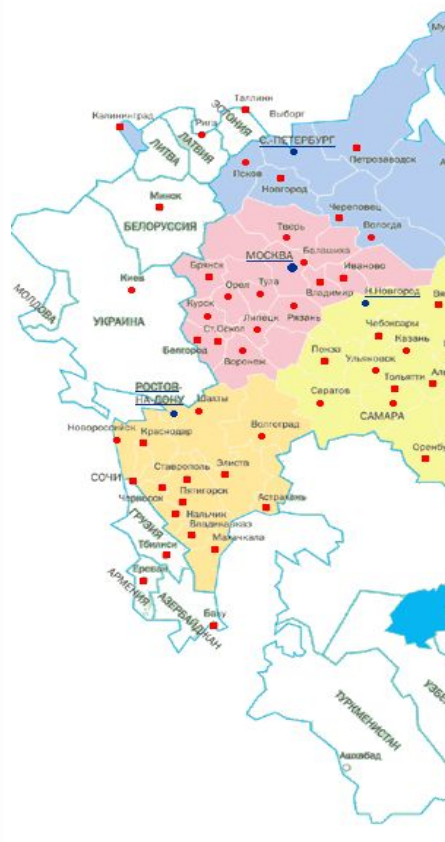 Му
Таллинн
Калининград
Рига
ЭСТОНИЯ
Выборг
ЛАТВИЯ
ЛИТВА
С.-ПЕТЕРБУРГ
Петрозаводск
Псков
Новгород
Минск
БЕЛОРУССИЯ
Череповец
Тверь
Вологда
МОСКВА
Балашиха
Брянск
Иваново
Киев
Орел
Тула
Владимир
Н.Новгород
МОЛДОВА
УКРАИНА
Курск
Липецк
Рязань
Ст.Оскол
Чебоксары
Казань
Белгород
Воронеж
Пенза
Ульяновск
Тольятти
Ал
РОСТОВ-
НА-ДОНУ
Шахты
Саратов
САМАРА
Новороссийск
Краснодар
Волгоград
Оренбу
Ставрополь
Элиста
СОЧИ
Пятигорск
Астрахань
Нальчик
Владикавказ
ГРУЗИЯ
Махачкала
Тбилиси
Ереван
АРМЕНИЯ
АЗЕРБАЙДЖАН
Баку
ТУРКМЕНИСТАН
УЗБЕ
Ашхабад